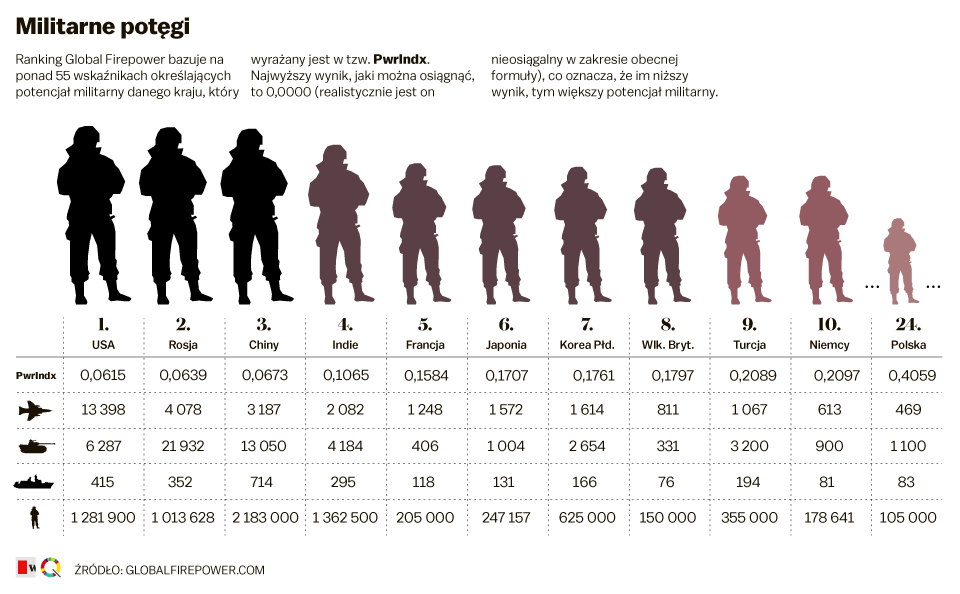 Militarne potęgi
Ranking Global Firepower bazuje na
ponad 55 wskaźnikach określających
potencjał militarny danego kraju, który
wyrażany jest w tzw. PwrIndx.
Najwyższy wynik, jaki można osiągnąć,
to 0,0000 (realistycznie jest on
nieosiągalny w zakresie obecnej
formuły), co oznacza, że im niższy
wynik, tym większy potencjał militarny.
... ...
1. 2. 3. 4. 5. 6. 7. 8. 9. 10. 24.
USA Rosja Chiny Indie Francja Japonia Korea Płd. Wlk. Bryt. Turcja Niemcy Polska
PwrIndx 0,0615 0,0639 0,0673 0,1065 0,1584 0,1707 0,1761 0,1797 0,2089 0,2097 0,4059
13 398 4 078 3 187 2 082 1 248 1 572 1 614 811 1 067 613 469
6 287 21 932 13 050 4 184 406 1 004 2 654 331 3 200 900 1 100
415 352 714 295 118 131 166 76 194 81 83
1 281 900 1 013 628 2 183 000 1 362 500 205 000 247 157 625 000 150 000 355 000 178 641 105 000
w ŹRÓDŁO: GLOBALFIREPOWER.COM